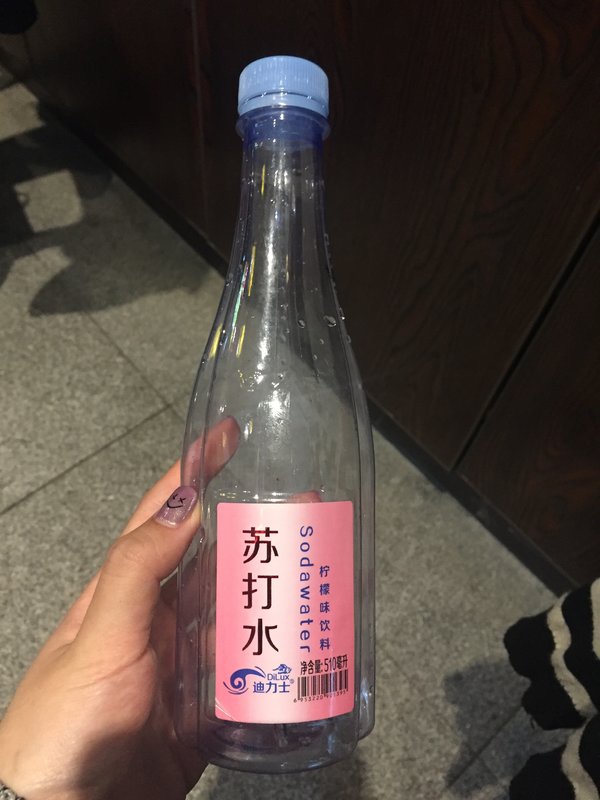 苏打水
Sodawater
柠檬味饮料
DiLux
迪力士®
净含量:510毫升